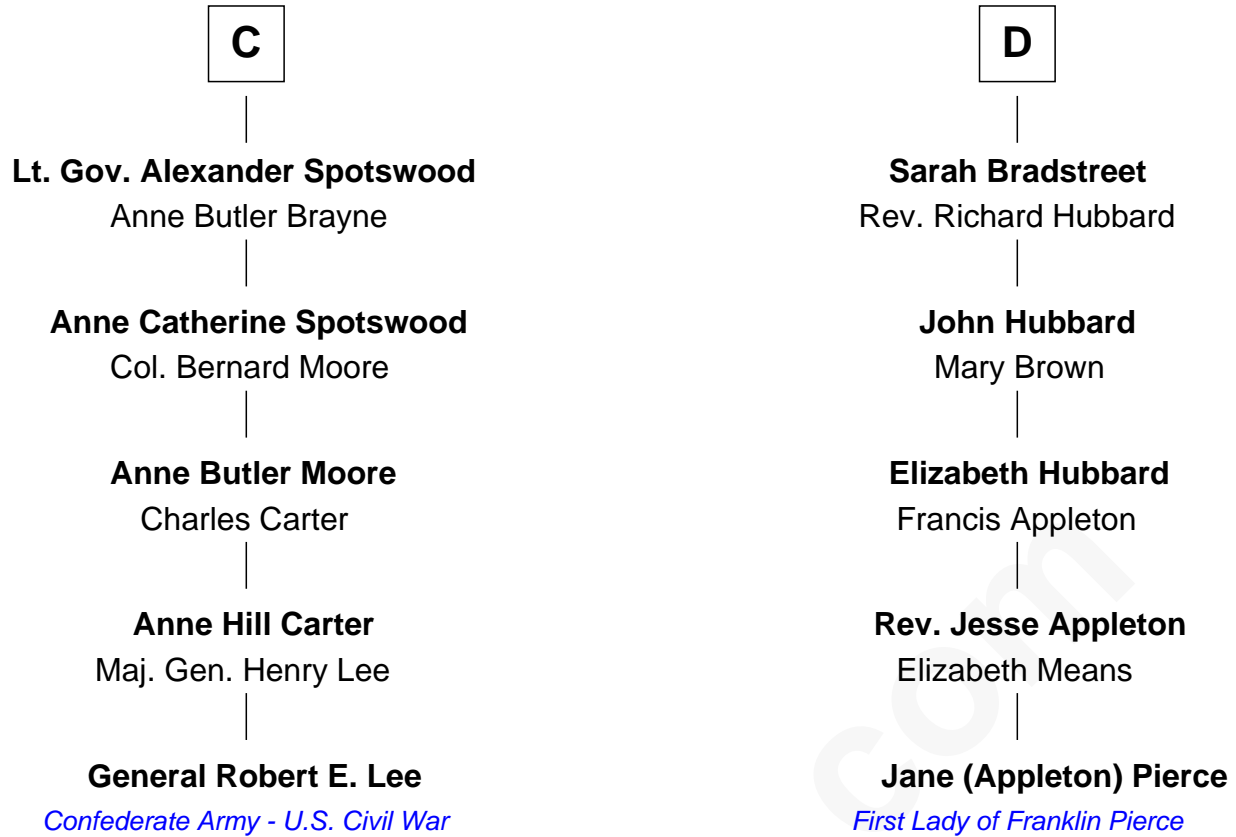 C
Lt. Gov. Alexander Spotswood
Anne Butler Brayne
Anne Catherine Spotswood
Col. Bernard Moore
Anne Butler Moore
Charles Carter
Anne Hill Carter
Maj. Gen. Henry Lee
General Robert E. Lee
Confederate Army - U.S. Civil War
D
Sarah Bradstreet
Rev. Richard Hubbard
John Hubbard
Mary Brown
Elizabeth Hubbard
Francis Appleton
Rev. Jesse Appleton
Elizabeth Means
Jane (Appleton) Pierce
First Lady of Franklin Pierce
com